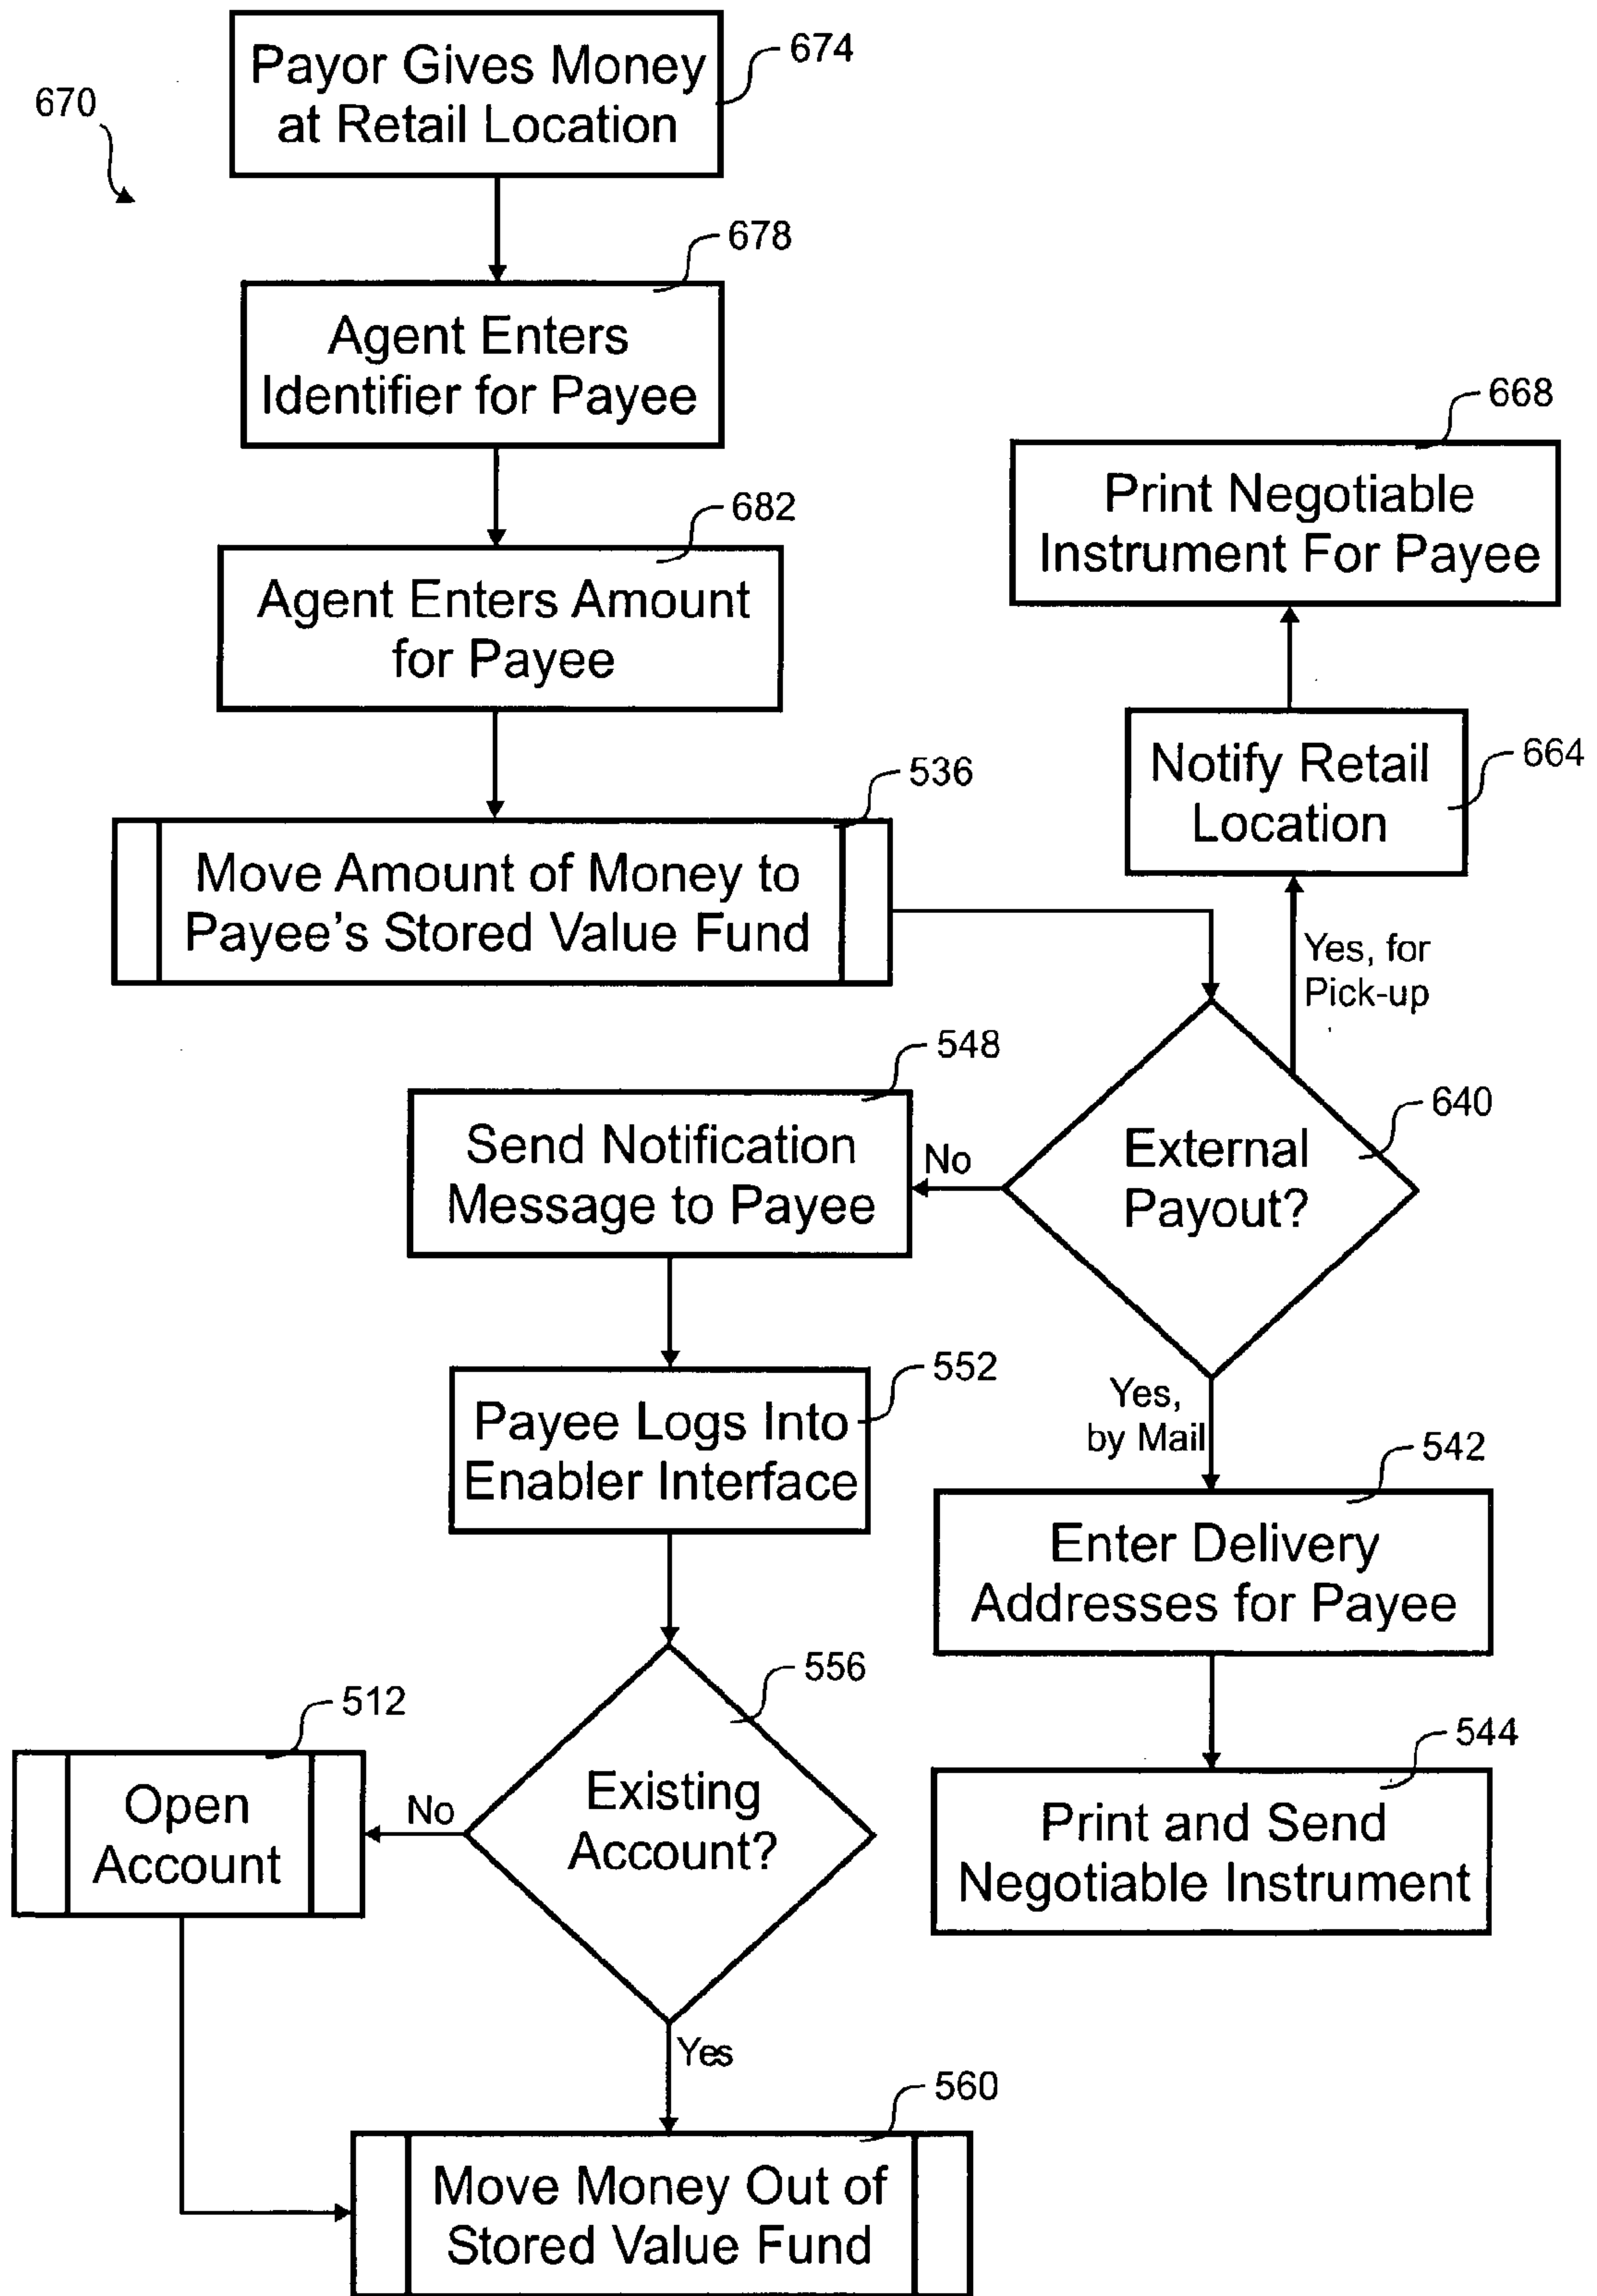 670
Payor Gives Money
at Retail Location
674
678
Agent Enters
Identifier for Payee
682
Agent Enters Amount
for Payee
536
Move Amount of Money to
Payee's Stored Value Fund
668
Print Negotiable
Instrument For Payee
664
Notify Retail
Location
Yes, for
Pick-up
640
External
Payout?
No
548
Send Notification
Message to Payee
552
Payee Logs Into
Enabler Interface
Yes,
by Mail
542
Enter Delivery
Addresses for Payee
544
Print and Send
Negotiable Instrument
556
Existing
Account?
No
512
Open
Account
Yes
560
Move Money Out of
Stored Value Fund